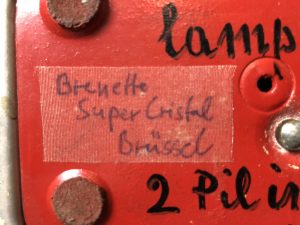 lamp
Brenette
Super Cristal
Brüssel
2 Pil